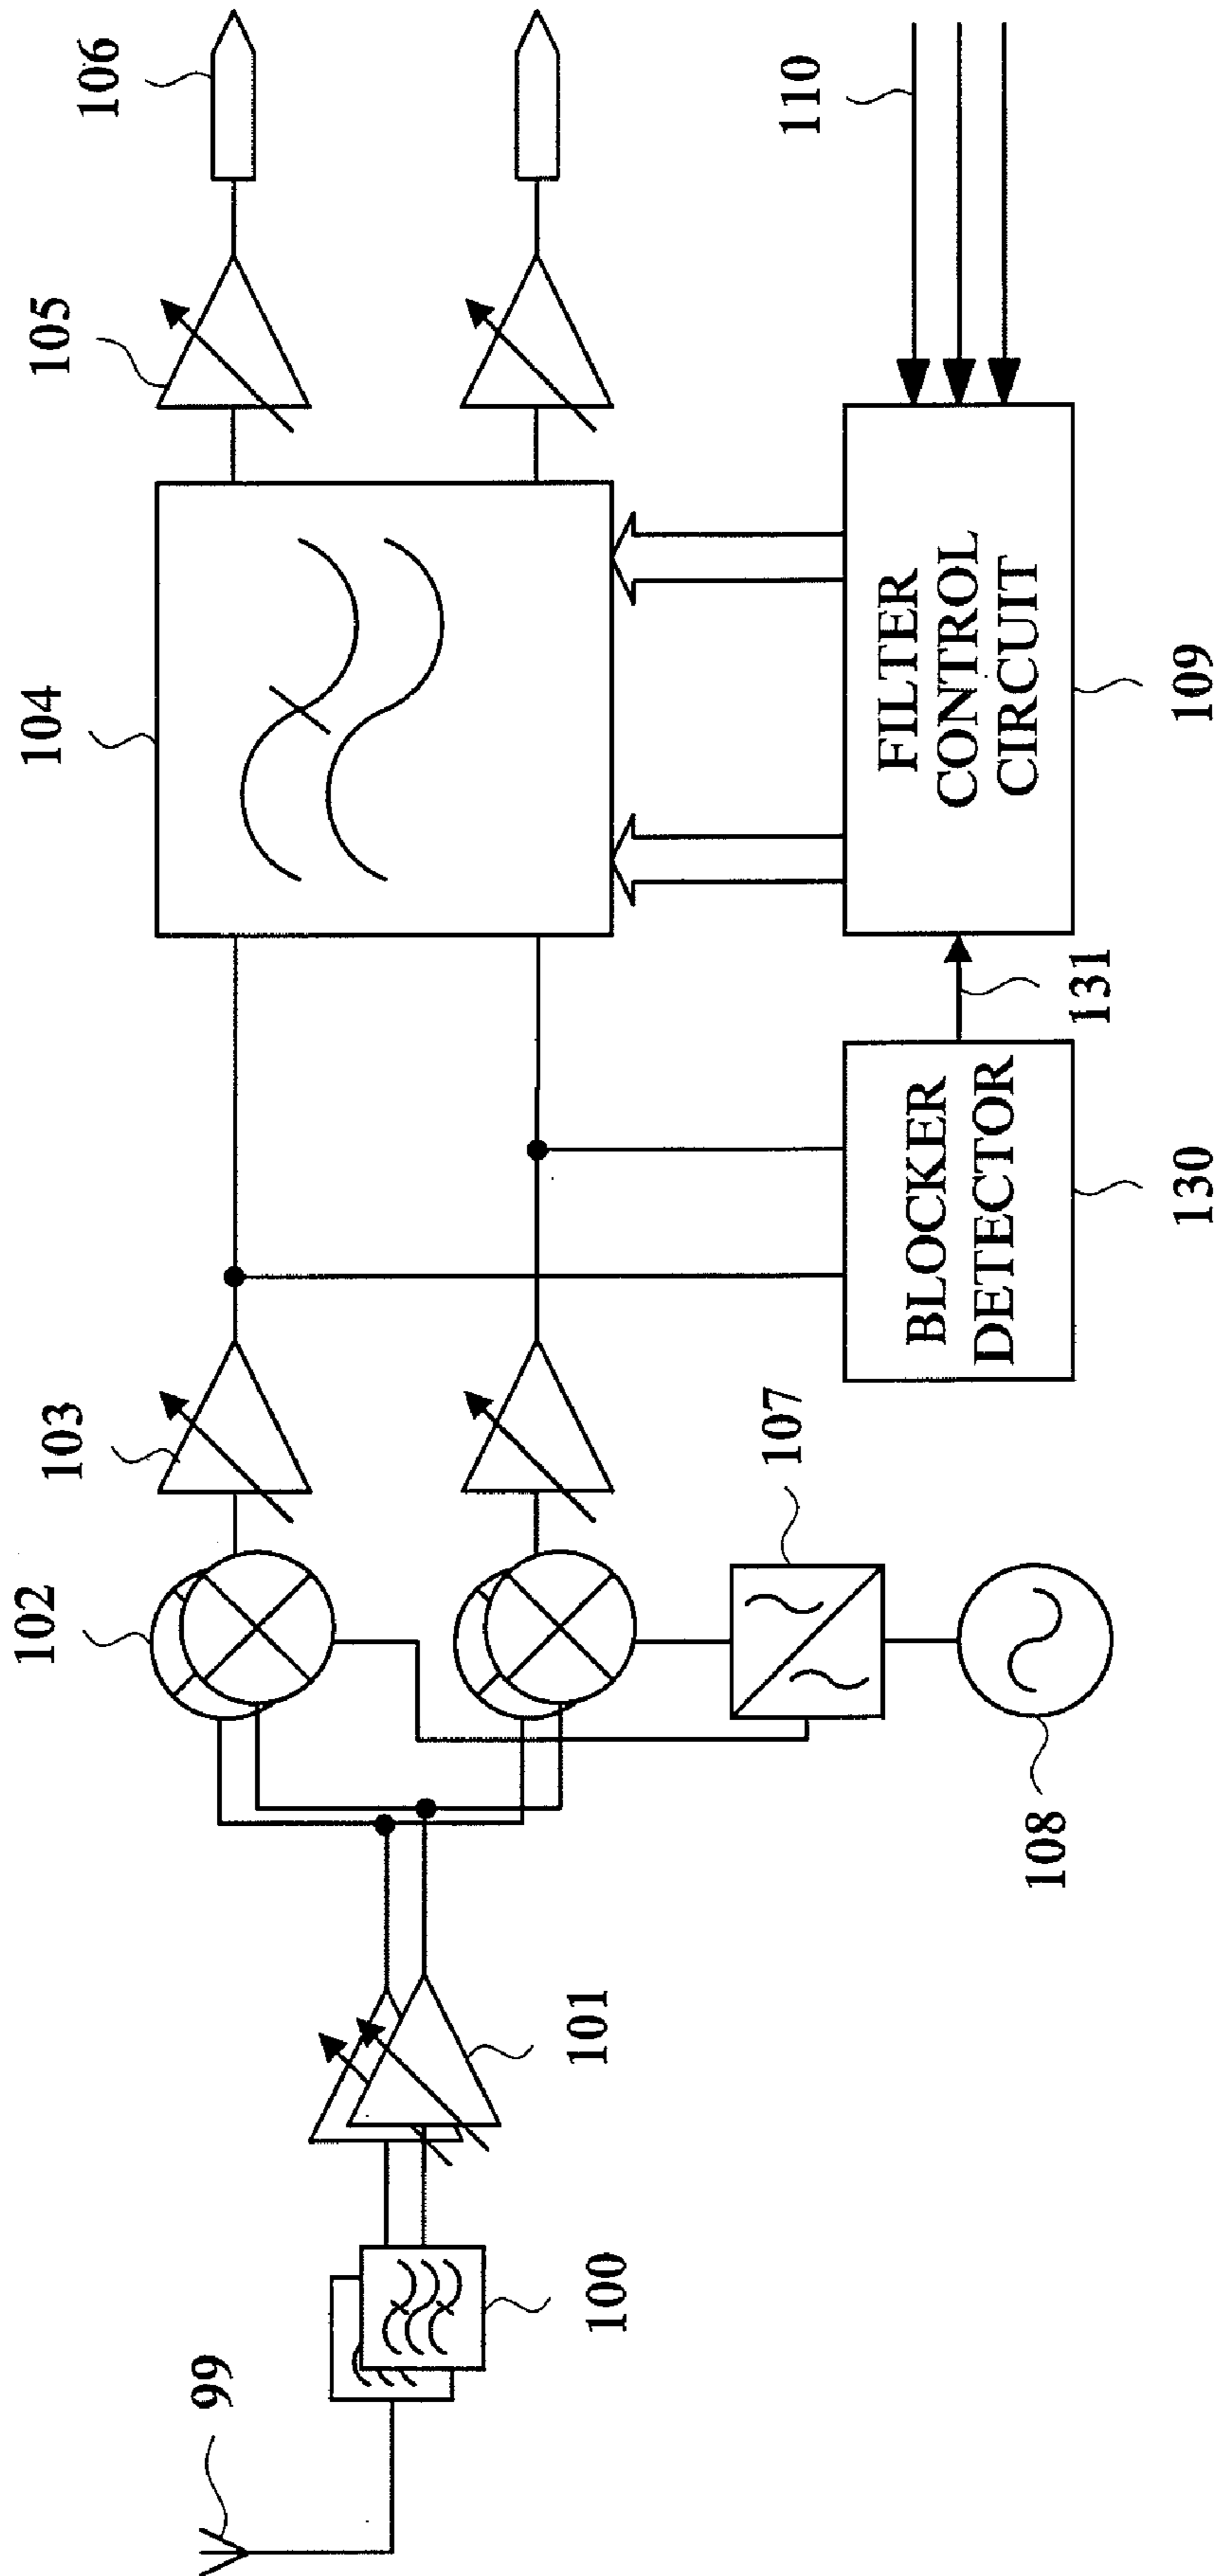 99
100
101
102
103
104
105
106
107
108
BLOCKER
DETECTOR
130
131
FILTER
CONTROL
CIRCUIT
109
110